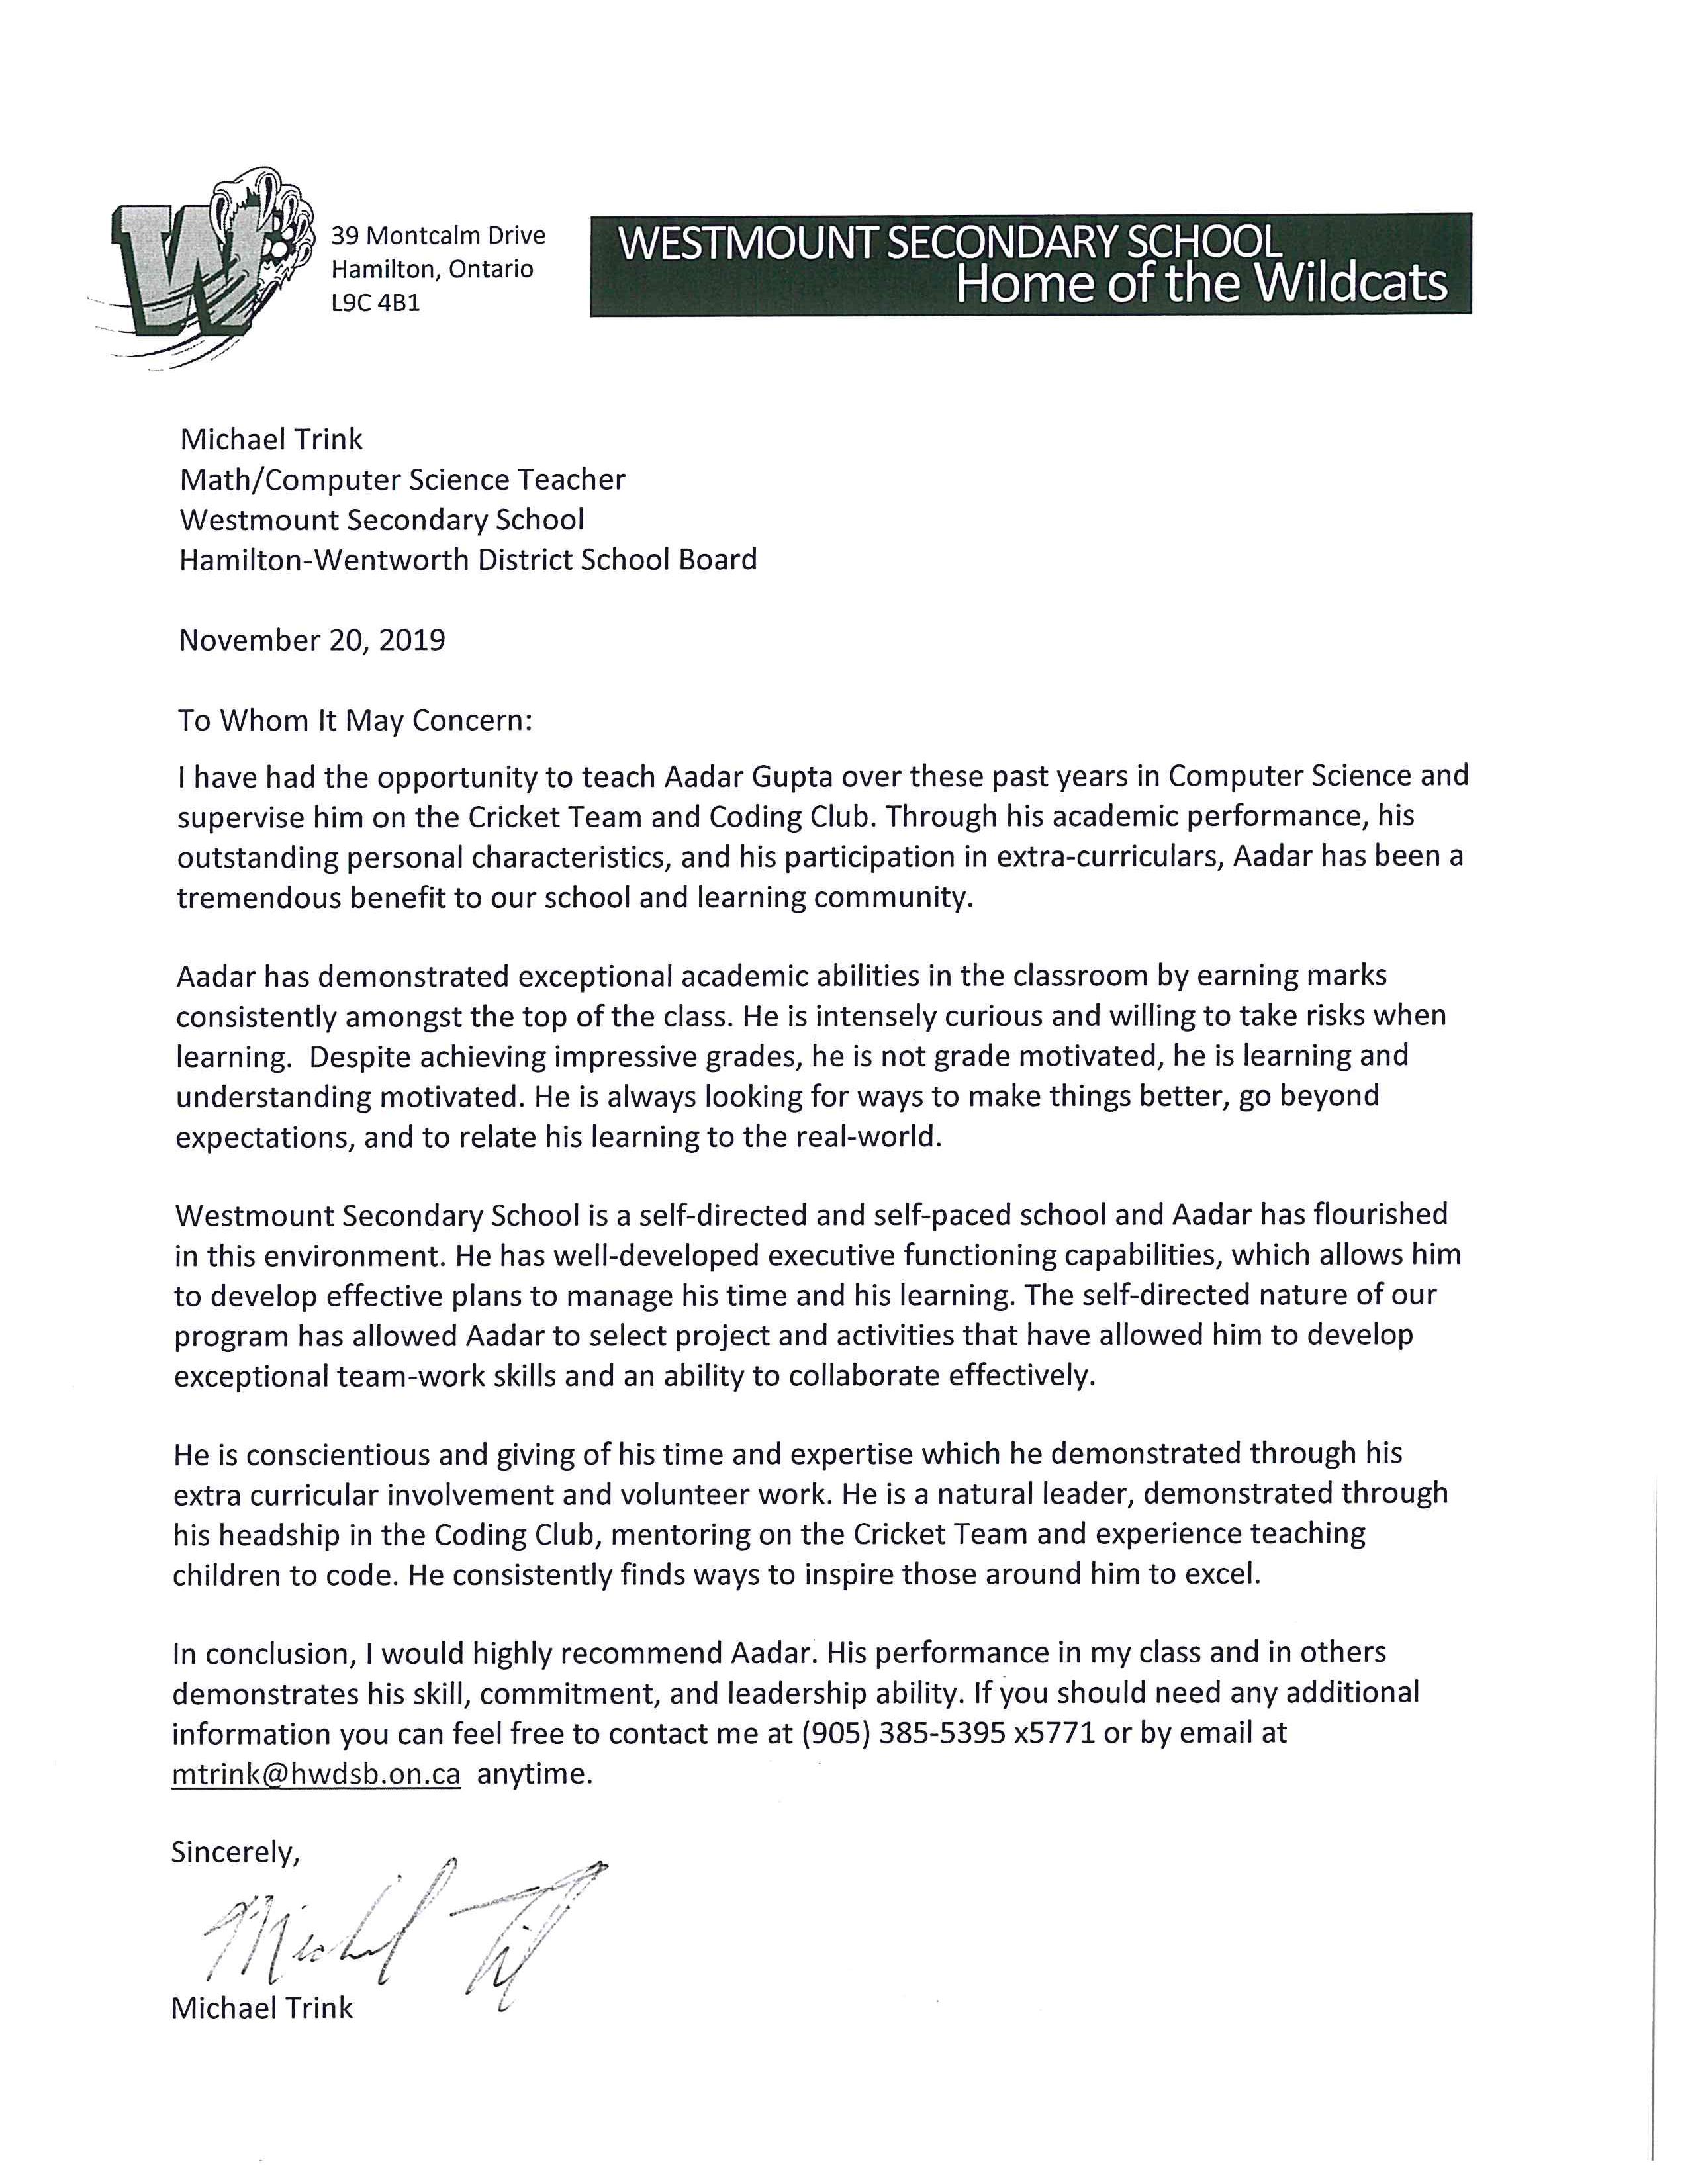 W
39 Montcalm Drive
Hamilton, Ontario
L9C 4B1
WESTMOUNT SECONDARY SCHOOL
Home of the Wildcats
Michael Trink
Math/Computer Science Teacher
Westmount Secondary School
Hamilton-Wentworth District School Board
November 20, 2019
To Whom It May Concern:
I have had the opportunity to teach Aadar Gupta over these past years in Computer Science and
supervise him on the Cricket Team and Coding Club. Through his academic performance, his
outstanding personal characteristics, and his participation in extra-curriculars, Aadar has been a
tremendous benefit to our school and learning community.
Aadar has demonstrated exceptional academic abilities in the classroom by earning marks
consistently amongst the top of the class. He is intensely curious and willing to take risks when
learning.  Despite achieving impressive grades, he is not grade motivated, he is learning and
understanding motivated. He is always looking for ways to make things better, go beyond
expectations, and to relate his learning to the real-world.
Westmount Secondary School is a self-directed and self-paced school and Aadar has flourished
in this environment. He has well-developed executive functioning capabilities, which allows him
to develop effective plans to manage his time and his learning. The self-directed nature of our
program has allowed Aadar to select project and activities that have allowed him to develop
exceptional team-work skills and an ability to collaborate effectively.
He is conscientious and giving of his time and expertise which he demonstrated through his
extra curricular involvement and volunteer work. He is a natural leader, demonstrated through
his headship in the Coding Club, mentoring on the Cricket Team and experience teaching
children to code. He consistently finds ways to inspire those around him to excel.
In conclusion, I would highly recommend Aadar. His performance in my class and in others
demonstrates his skill, commitment, and leadership ability. If you should need any additional
information you can feel free to contact me at (905) 385-5395 x5771 or by email at
mtrink@hwdsb.on.ca  anytime.
Sincerely,
Michael Trink